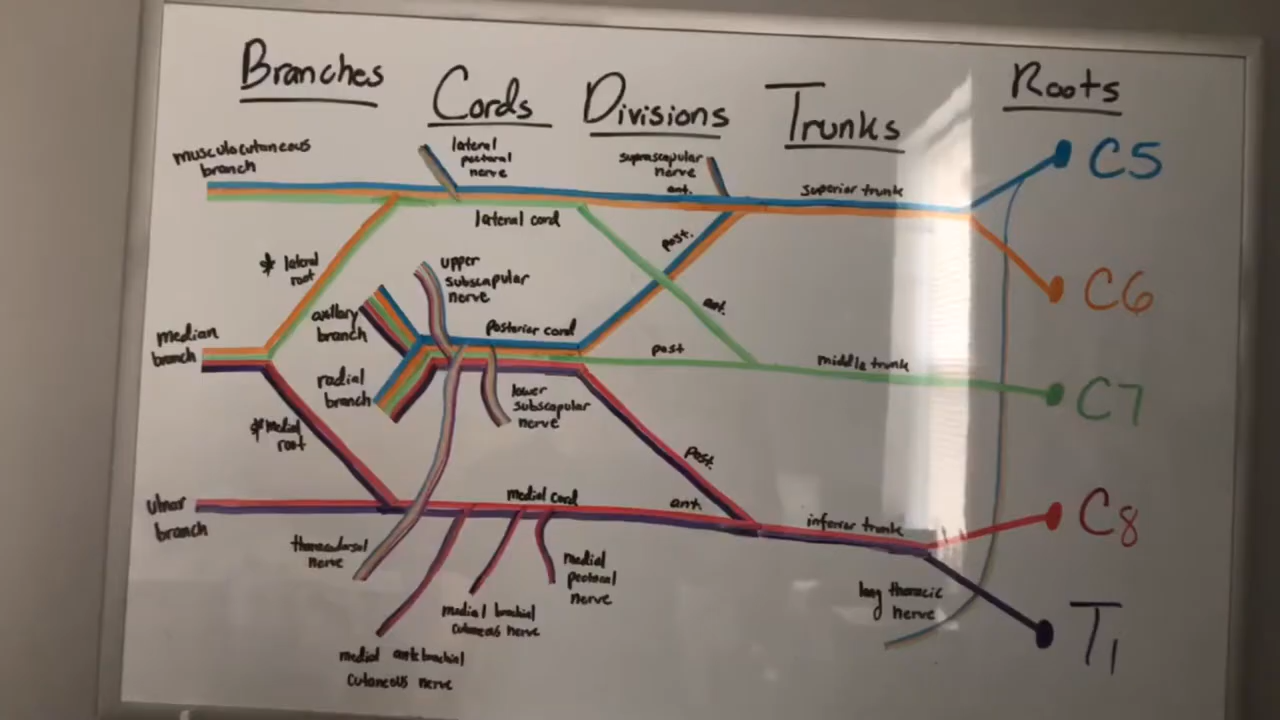 Branches
Cords
Divisions
Trunks
Roots
musculocutaneous
branch
lateral
pectoral
nerve
suprascapular
nerve
ant.
superior trunk
C5
lateral cord
post.
* lateral
root
upper
subscapular
nerve
C6
axillary
branch
posterior cord
ant.
median
branch
post
middle trunk
C7
radial
branch
lower
subscapular
nerve
* medial
root
post.
ulnar
branch
medial cord
ant.
inferior trunk
C8
thoracodorsal
nerve
medial
pectoral
nerve
long thoracic
nerve
T1
medial brachial
cutaneous nerve
medial antebrachial
cutaneous nerve